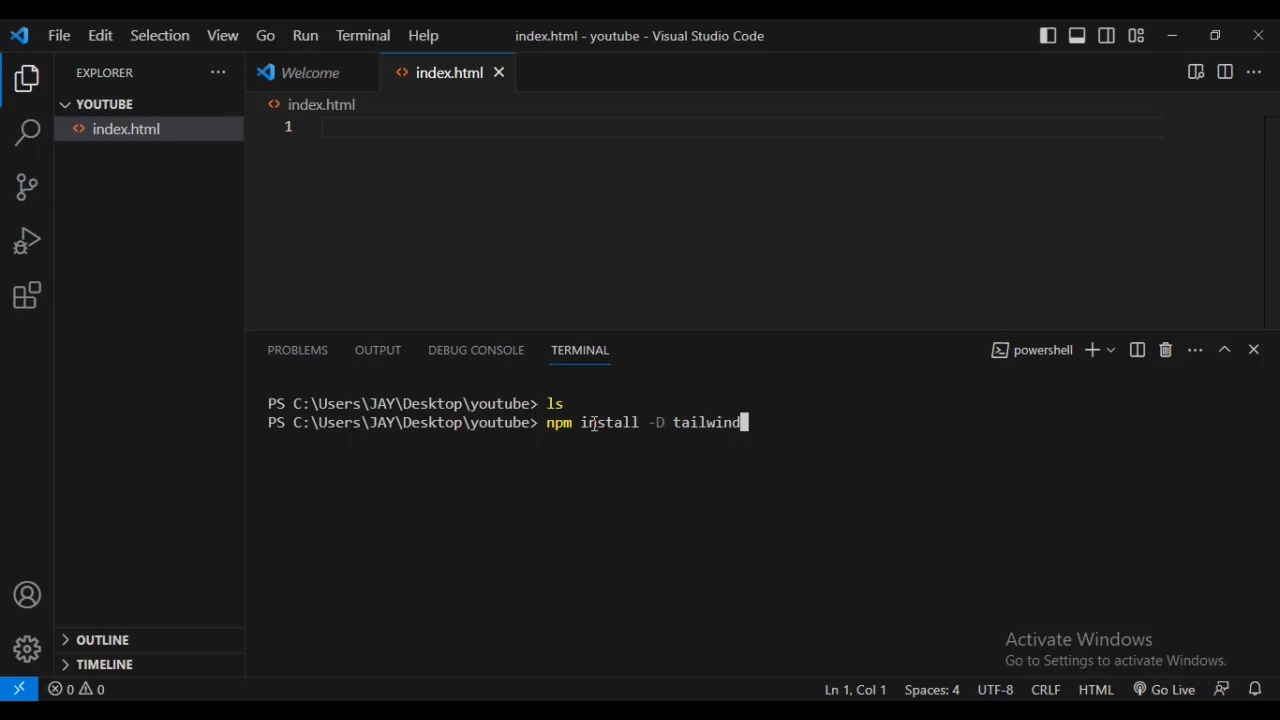 File Edit Selection View Go Run Terminal Help index.html - youtube - Visual Studio Code
EXPLORER ··· Welcome index.html
YOUTUBE index.html
index.html 1
PROBLEMS OUTPUT DEBUG CONSOLE TERMINAL powershell
PS C:\Users\JAY\Desktop\youtube> ls
PS C:\Users\JAY\Desktop\youtube> npm install -D tailwind
OUTLINE
TIMELINE
Activate Windows
Go to Settings to activate Windows.
0 0 Ln 1, Col 1 Spaces: 4 UTF-8 CRLF HTML Go Live